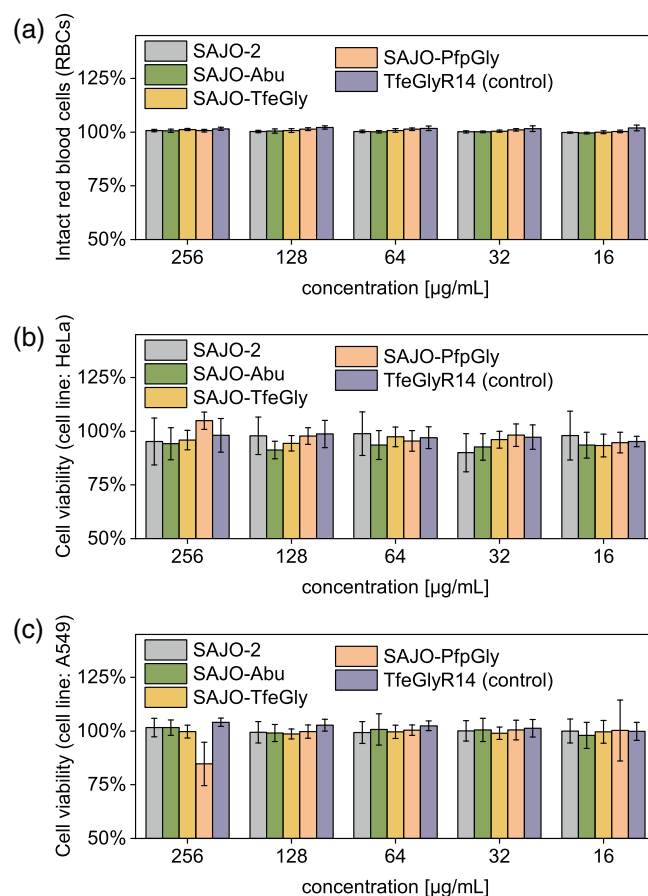 (a)
Intact red blood cells (RBCs)
SAJO-2
SAJO-Abu
SAJO-TfeGly
SAJO-PfpGly
TfeGlyR14 (control)
125%
100%
75%
50%
256 128 64 32 16
concentration [µg/mL]
(b)
Cell viability (cell line: HeLa)
SAJO-2
SAJO-Abu
SAJO-TfeGly
SAJO-PfpGly
TfeGlyR14 (control)
125%
100%
75%
50%
256 128 64 32 16
concentration [µg/mL]
(c)
Cell viability (cell line: A549)
SAJO-2
SAJO-Abu
SAJO-TfeGly
SAJO-PfpGly
TfeGlyR14 (control)
125%
100%
75%
50%
256 128 64 32 16
concentration [µg/mL]